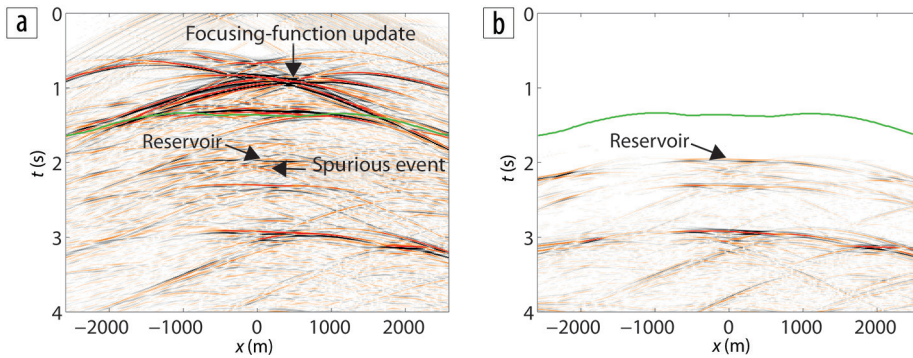 a
Focusing-function update
Reservoir
Spurious event
t (s)
1
2
3
4
−2000 −1000 0 1000 2000
x (m)
b
Reservoir
t (s)
0
1
2
3
4
−2000 −1000 0 1000 2000
x (m)